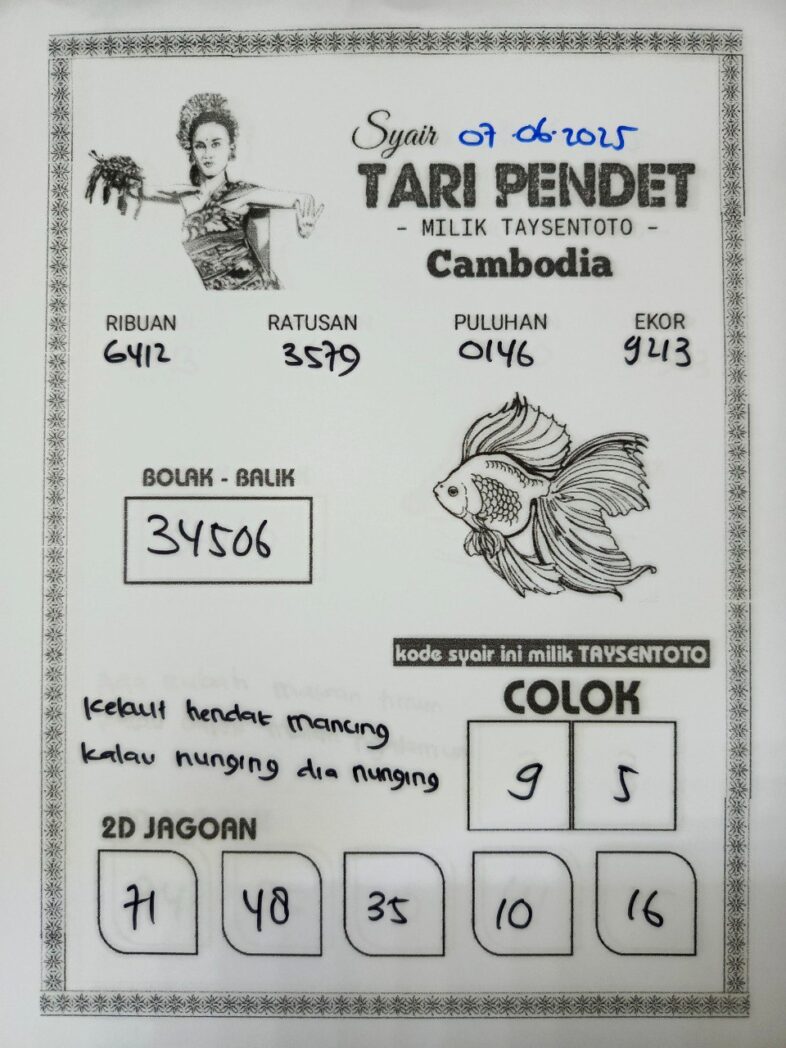 Syair 07-06-2025
TARI PENDET
- MILIK TAYSENTOTO -
Cambodia
RIBUAN RATUSAN PULUHAN EKOR
6412 3579 0146 9213
BOLAK - BALIK
34506
kode syair ini milik TAYSENTOTO
COLOK
9 5
kelaut hendak mancing
kalau nunging dia nunging
2D JAGOAN
71 48 35 10 16